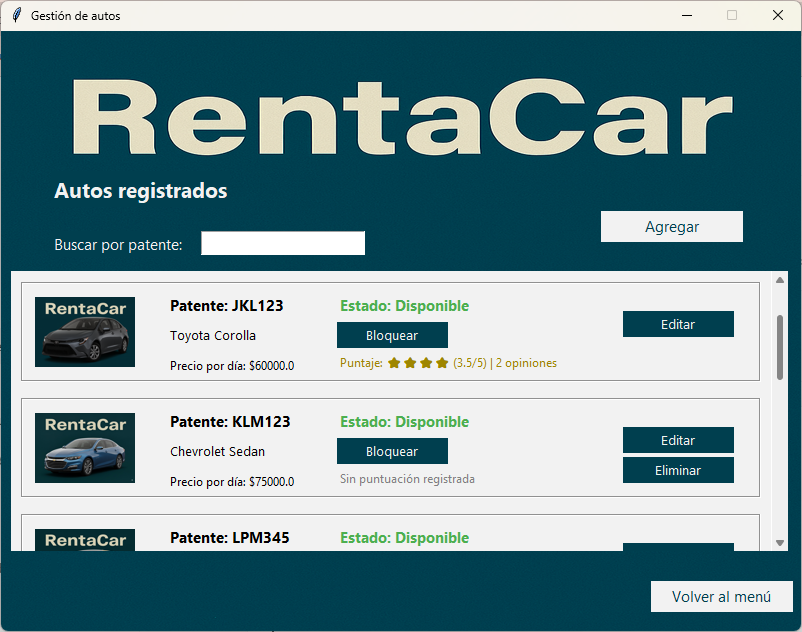 Gestión de autos
RentaCar
Autos registrados
Agregar
Buscar por patente:
RentaCar
Patente: JKL123
Estado: Disponible
Toyota Corolla
Bloquear
Editar
Precio por día: $60000.0
Puntaje: ★★★★ (3.5/5) | 2 opiniones
RentaCar
Patente: KLM123
Estado: Disponible
Chevrolet Sedan
Bloquear
Editar
Eliminar
Precio por día: $75000.0
Sin puntuación registrada
RentaCar
Patente: LPM345
Estado: Disponible
Volver al menú